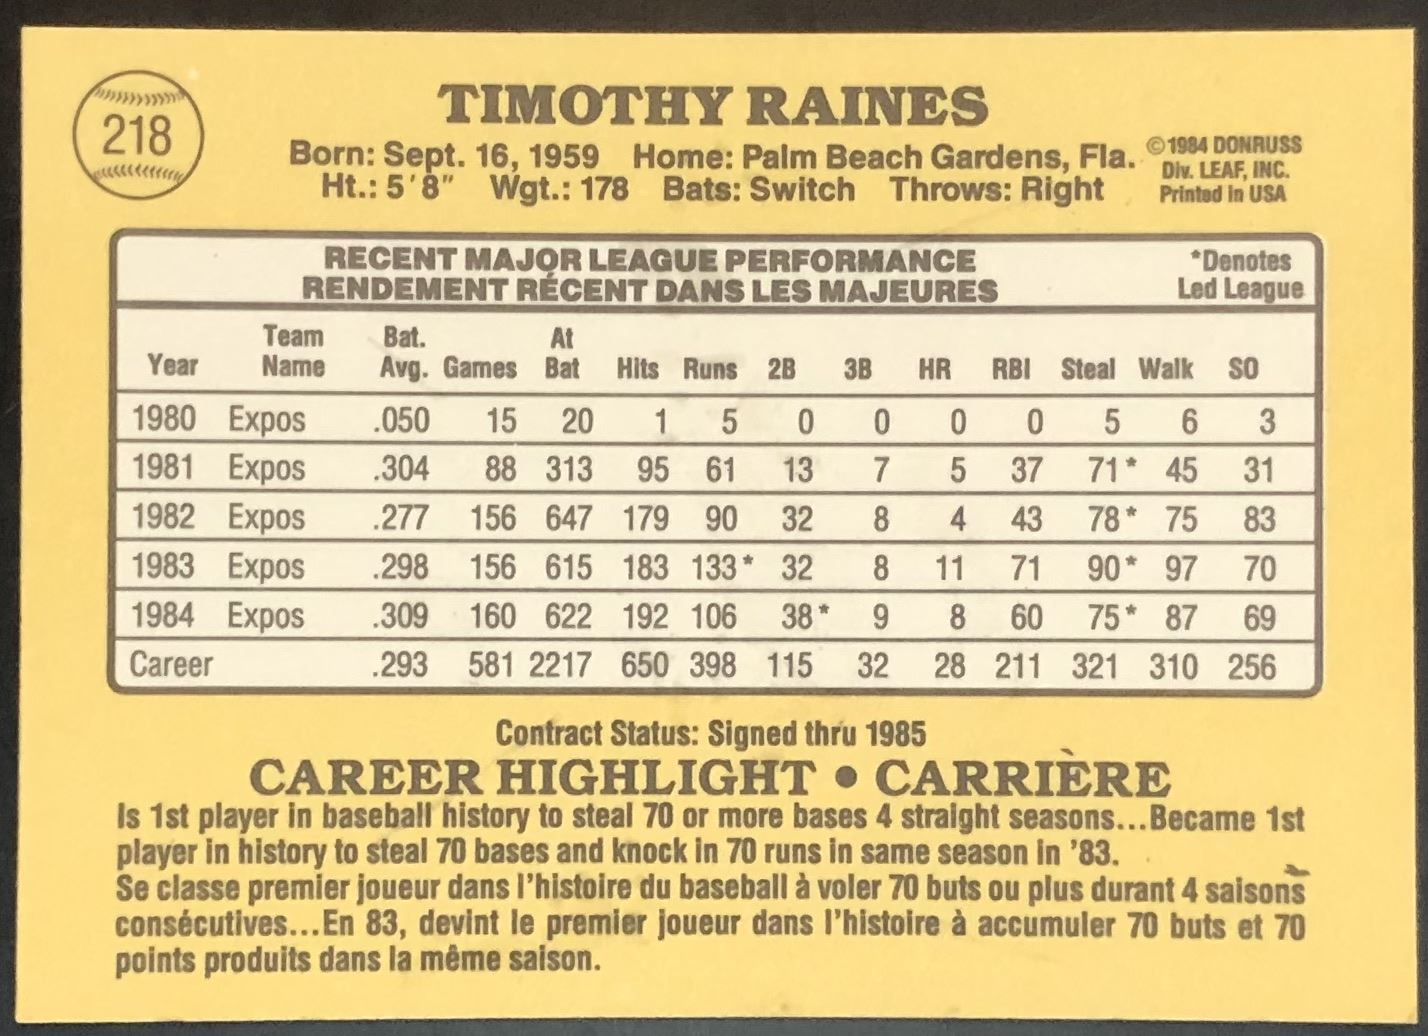 218
TIMOTHY RAINES
Born: Sept. 16, 1959 Home: Palm Beach Gardens, Fla.
Ht.: 5'8" Wgt.: 178 Bats: Switch Throws: Right
©1984 DONRUSS
Div. LEAF, INC.
Printed in USA
RECENT MAJOR LEAGUE PERFORMANCE
RENDEMENT RÉCENT DANS LES MAJEURES
*Denotes
Led League
Year Team Name Bat. Avg. Games At Bat Hits Runs 2B 3B HR RBI Steal Walk SO
1980 Expos .050 15 20 1 5 0 0 0 0 5 6 3
1981 Expos .304 88 313 95 61 13 7 5 37 71* 45 31
1982 Expos .277 156 647 179 90 32 8 4 43 78* 75 83
1983 Expos .298 156 615 183 133* 32 8 11 71 90* 97 70
1984 Expos .309 160 622 192 106 38* 9 8 60 75* 87 69
Career .293 581 2217 650 398 115 32 28 211 321 310 256
Contract Status: Signed thru 1985
CAREER HIGHLIGHT • CARRIÈRE
Is 1st player in baseball history to steal 70 or more bases 4 straight seasons...Became 1st
player in history to steal 70 bases and knock in 70 runs in same season in '83.
Se classe premier joueur dans l'histoire du baseball à voler 70 buts ou plus durant 4 saisons
consécutives...En 83, devint le premier joueur dans l'histoire à accumuler 70 buts et 70
points produits dans la même saison.